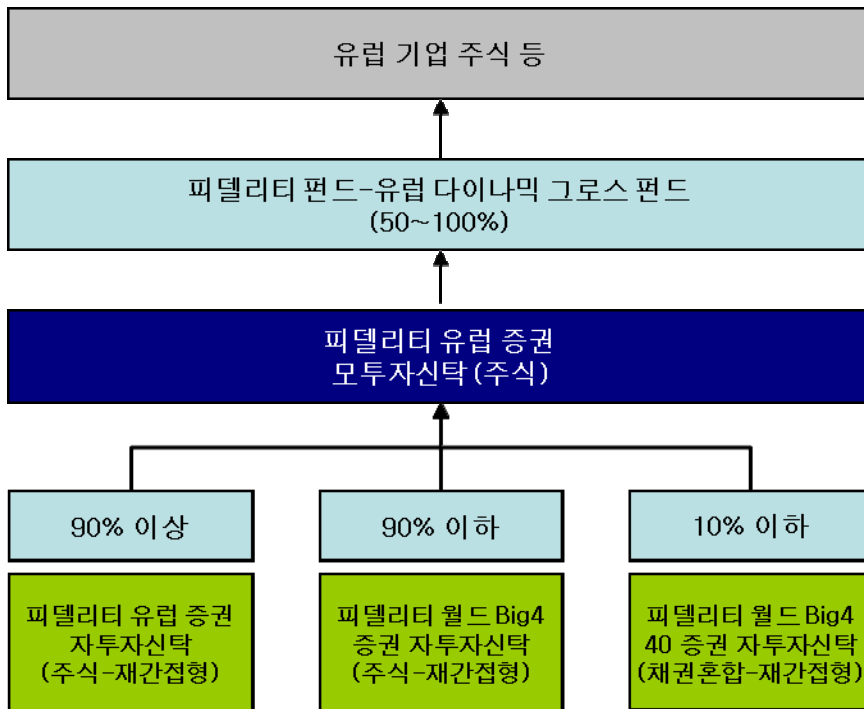 유럽 기업 주식 등
피델리티 펀드-유럽 다이나믹 그로스 펀드
(50~100%)
피델리티 유럽 증권
모투자신탁(주식)
90% 이상
90% 이하
10% 이하
피델리티 유럽 증권
자투자신탁
(주식-재간접형)
피델리티 월드 Big4
증권 자투자신탁
(주식-재간접형)
피델리티 월드 Big4
40 증권 자투자신탁
(채권혼합-재간접형)